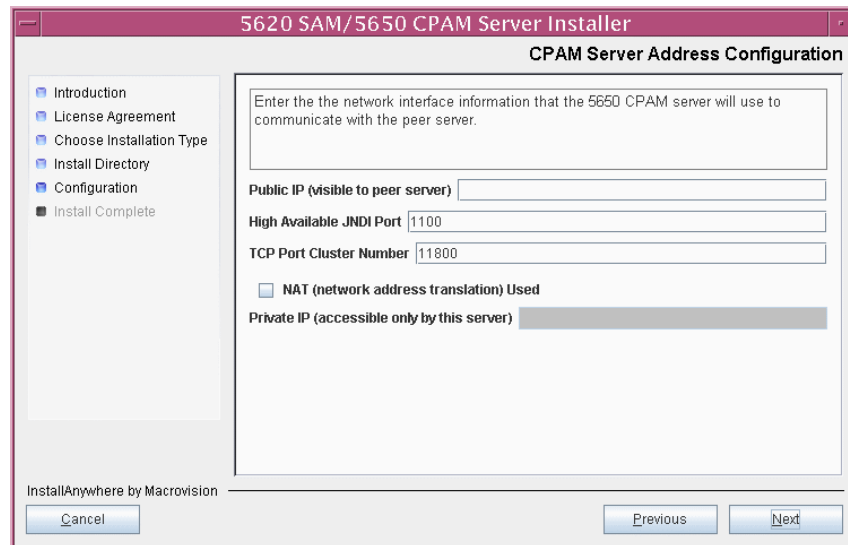 5620 SAM/5650 CPAM Server Installer
CPAM Server Address Configuration
Introduction
License Agreement
Choose Installation Type
Install Directory
Configuration
Install Complete
Enter the the network interface information that the 5650 CPAM server will use to
communicate with the peer server.
Public IP (visible to peer server)
High Available JNDI Port 1100
TCP Port Cluster Number 11800
NAT (network address translation) Used
Private IP (accessible only by this server)
InstallAnywhere by Macrovision
Cancel Previous Next